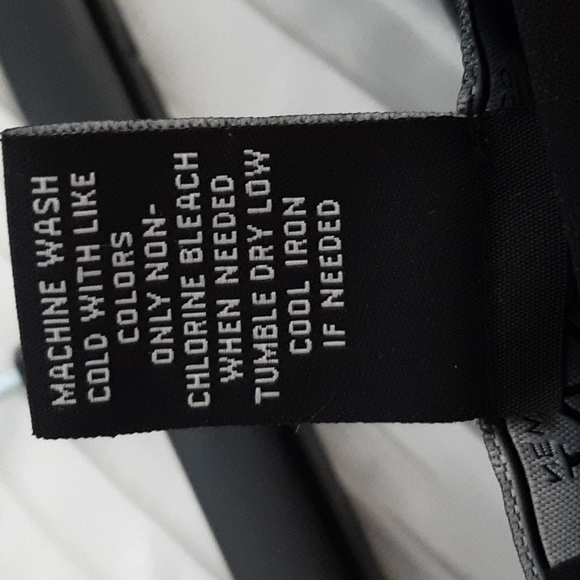 MACHINE WASH
COLD WITH LIKE
COLORS
ONLY NON-
CHLORINE BLEACH
WHEN NEEDED
TUMBLE DRY LOW
COOL IRON
IF NEEDED